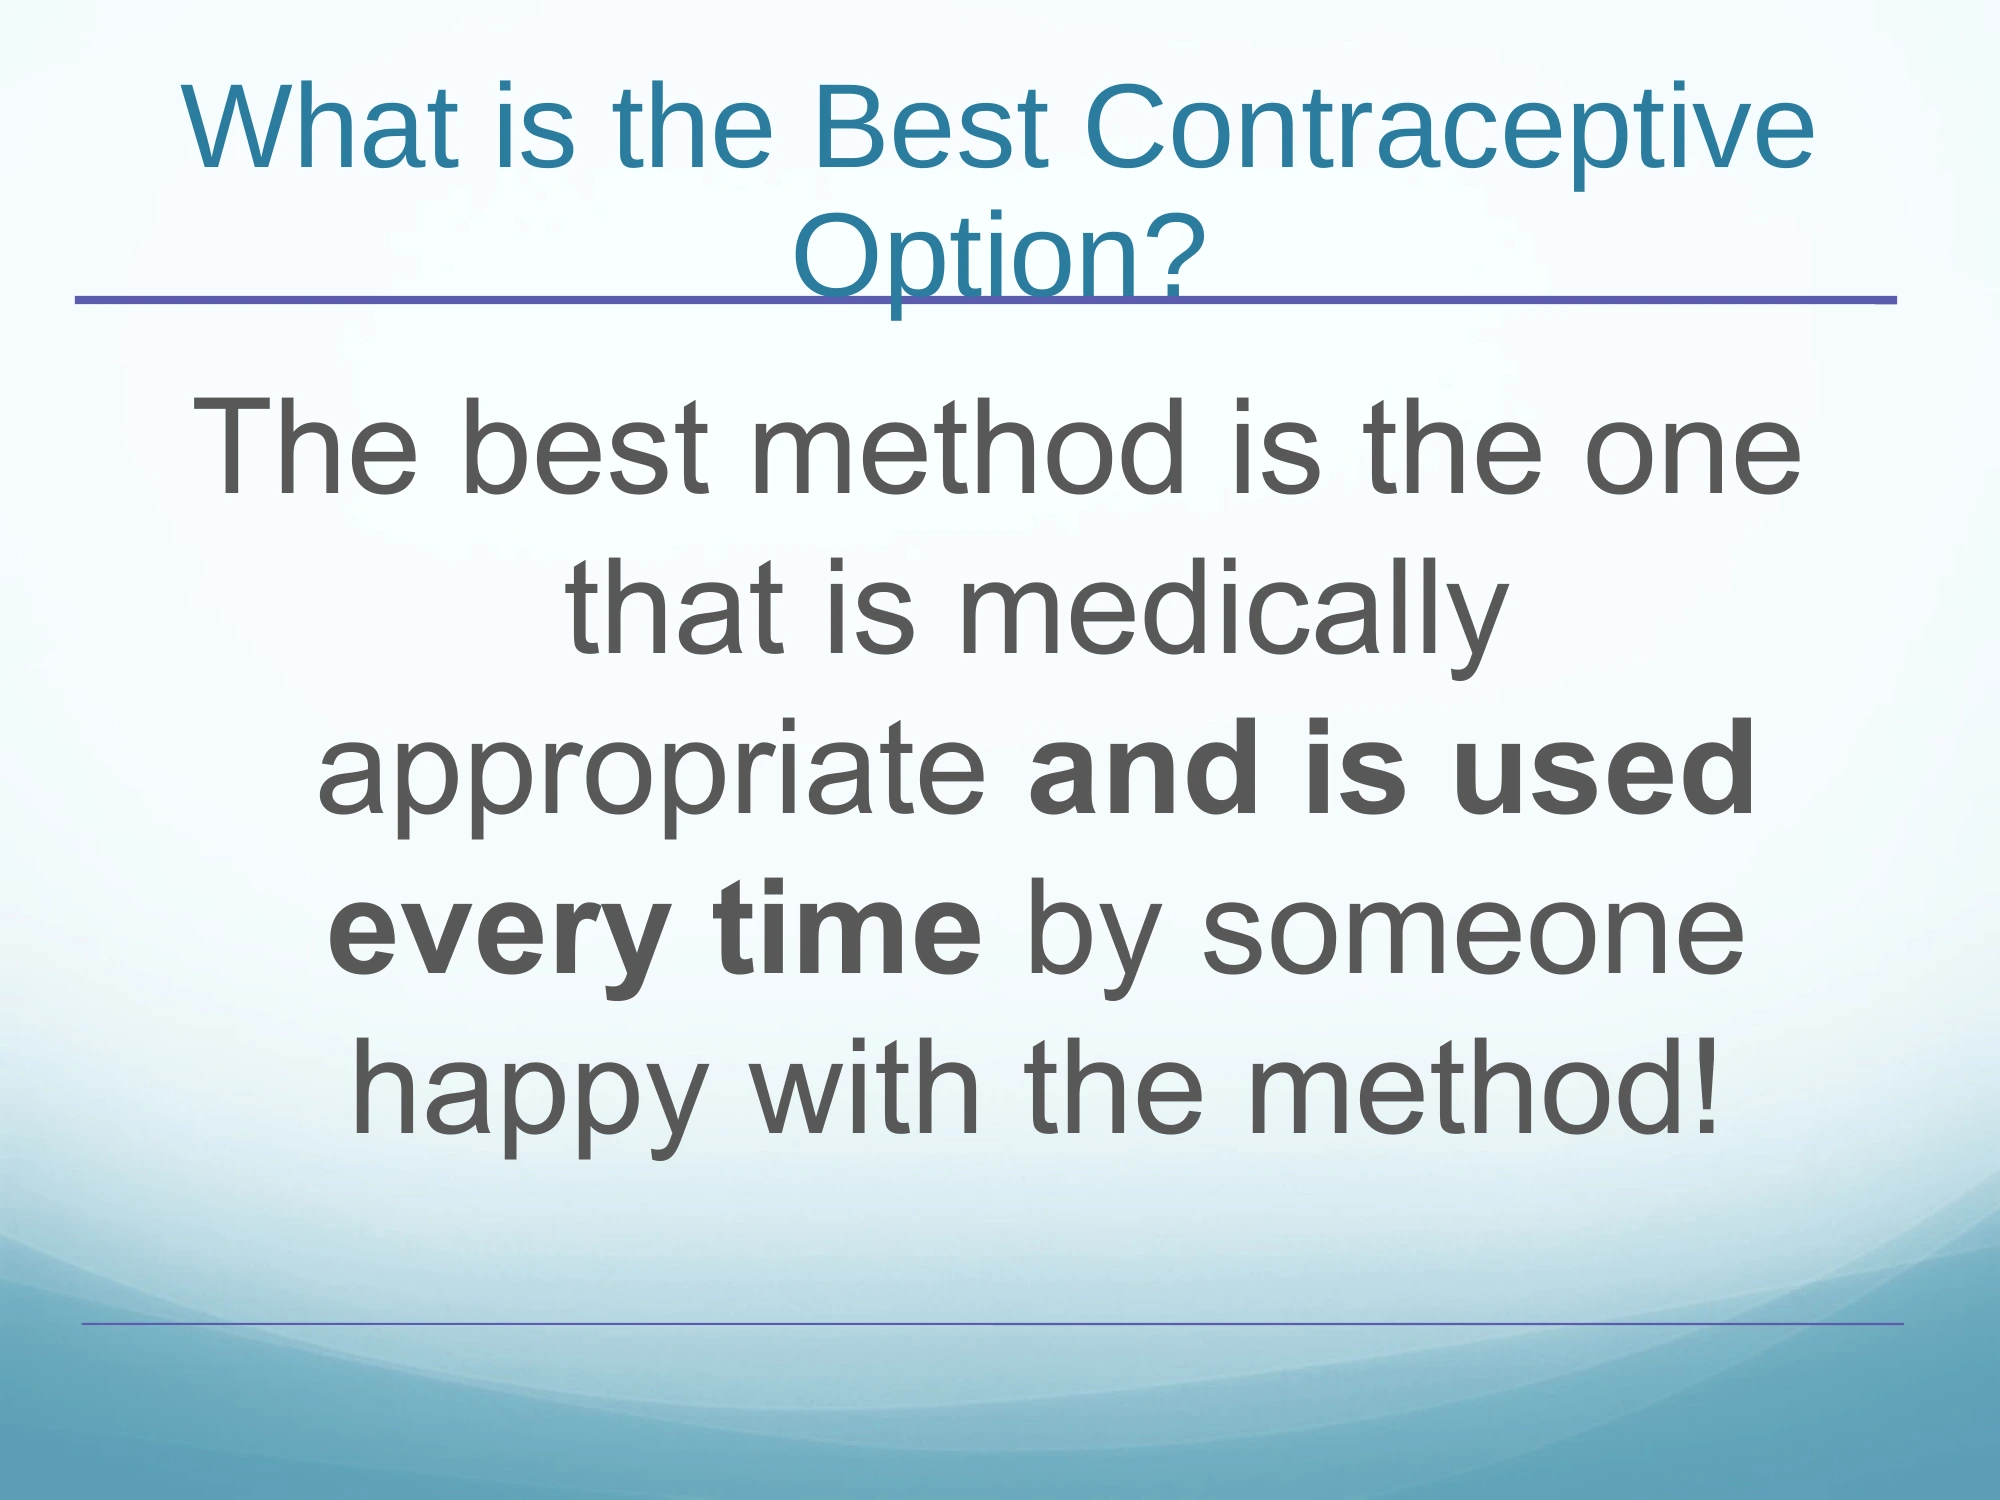 What is the Best Contraceptive
Option?
The best method is the one
that is medically
appropriate and is used
every time by someone
happy with the method!